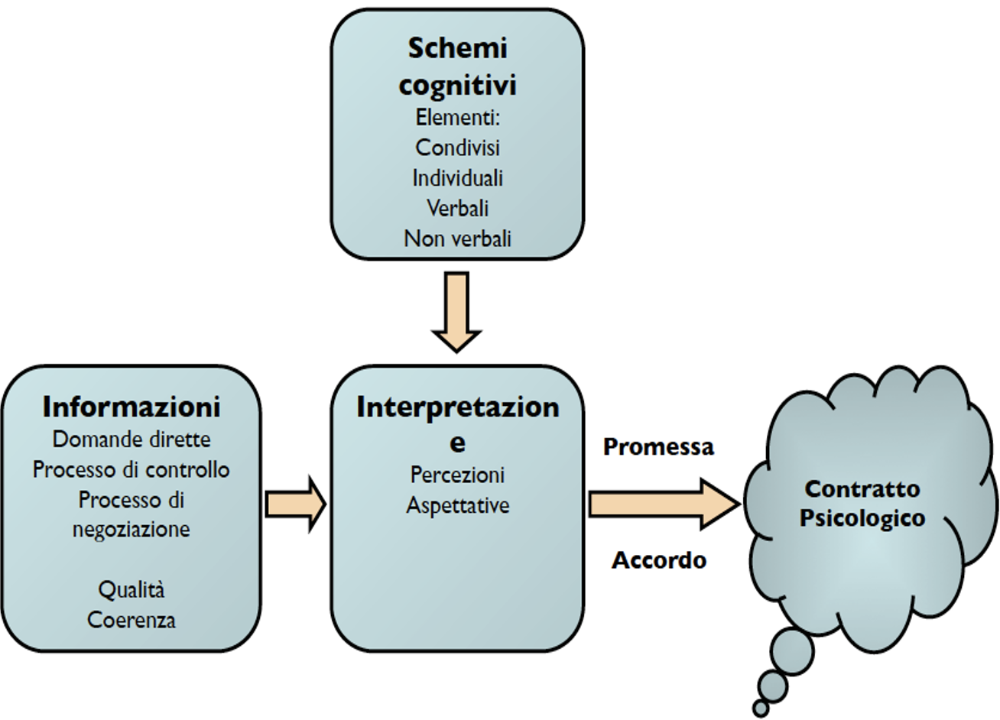 Schemi
cognitivi
Elementi:
Condivisi
Individuali
Verbali
Non verbali
Informazioni
Domande dirette
Processo di controllo
Processo di
negoziazione
Qualità
Coerenza
Interpretazion
e
Percezioni
Aspettative
Promessa
Accordo
Contratto
Psicologico